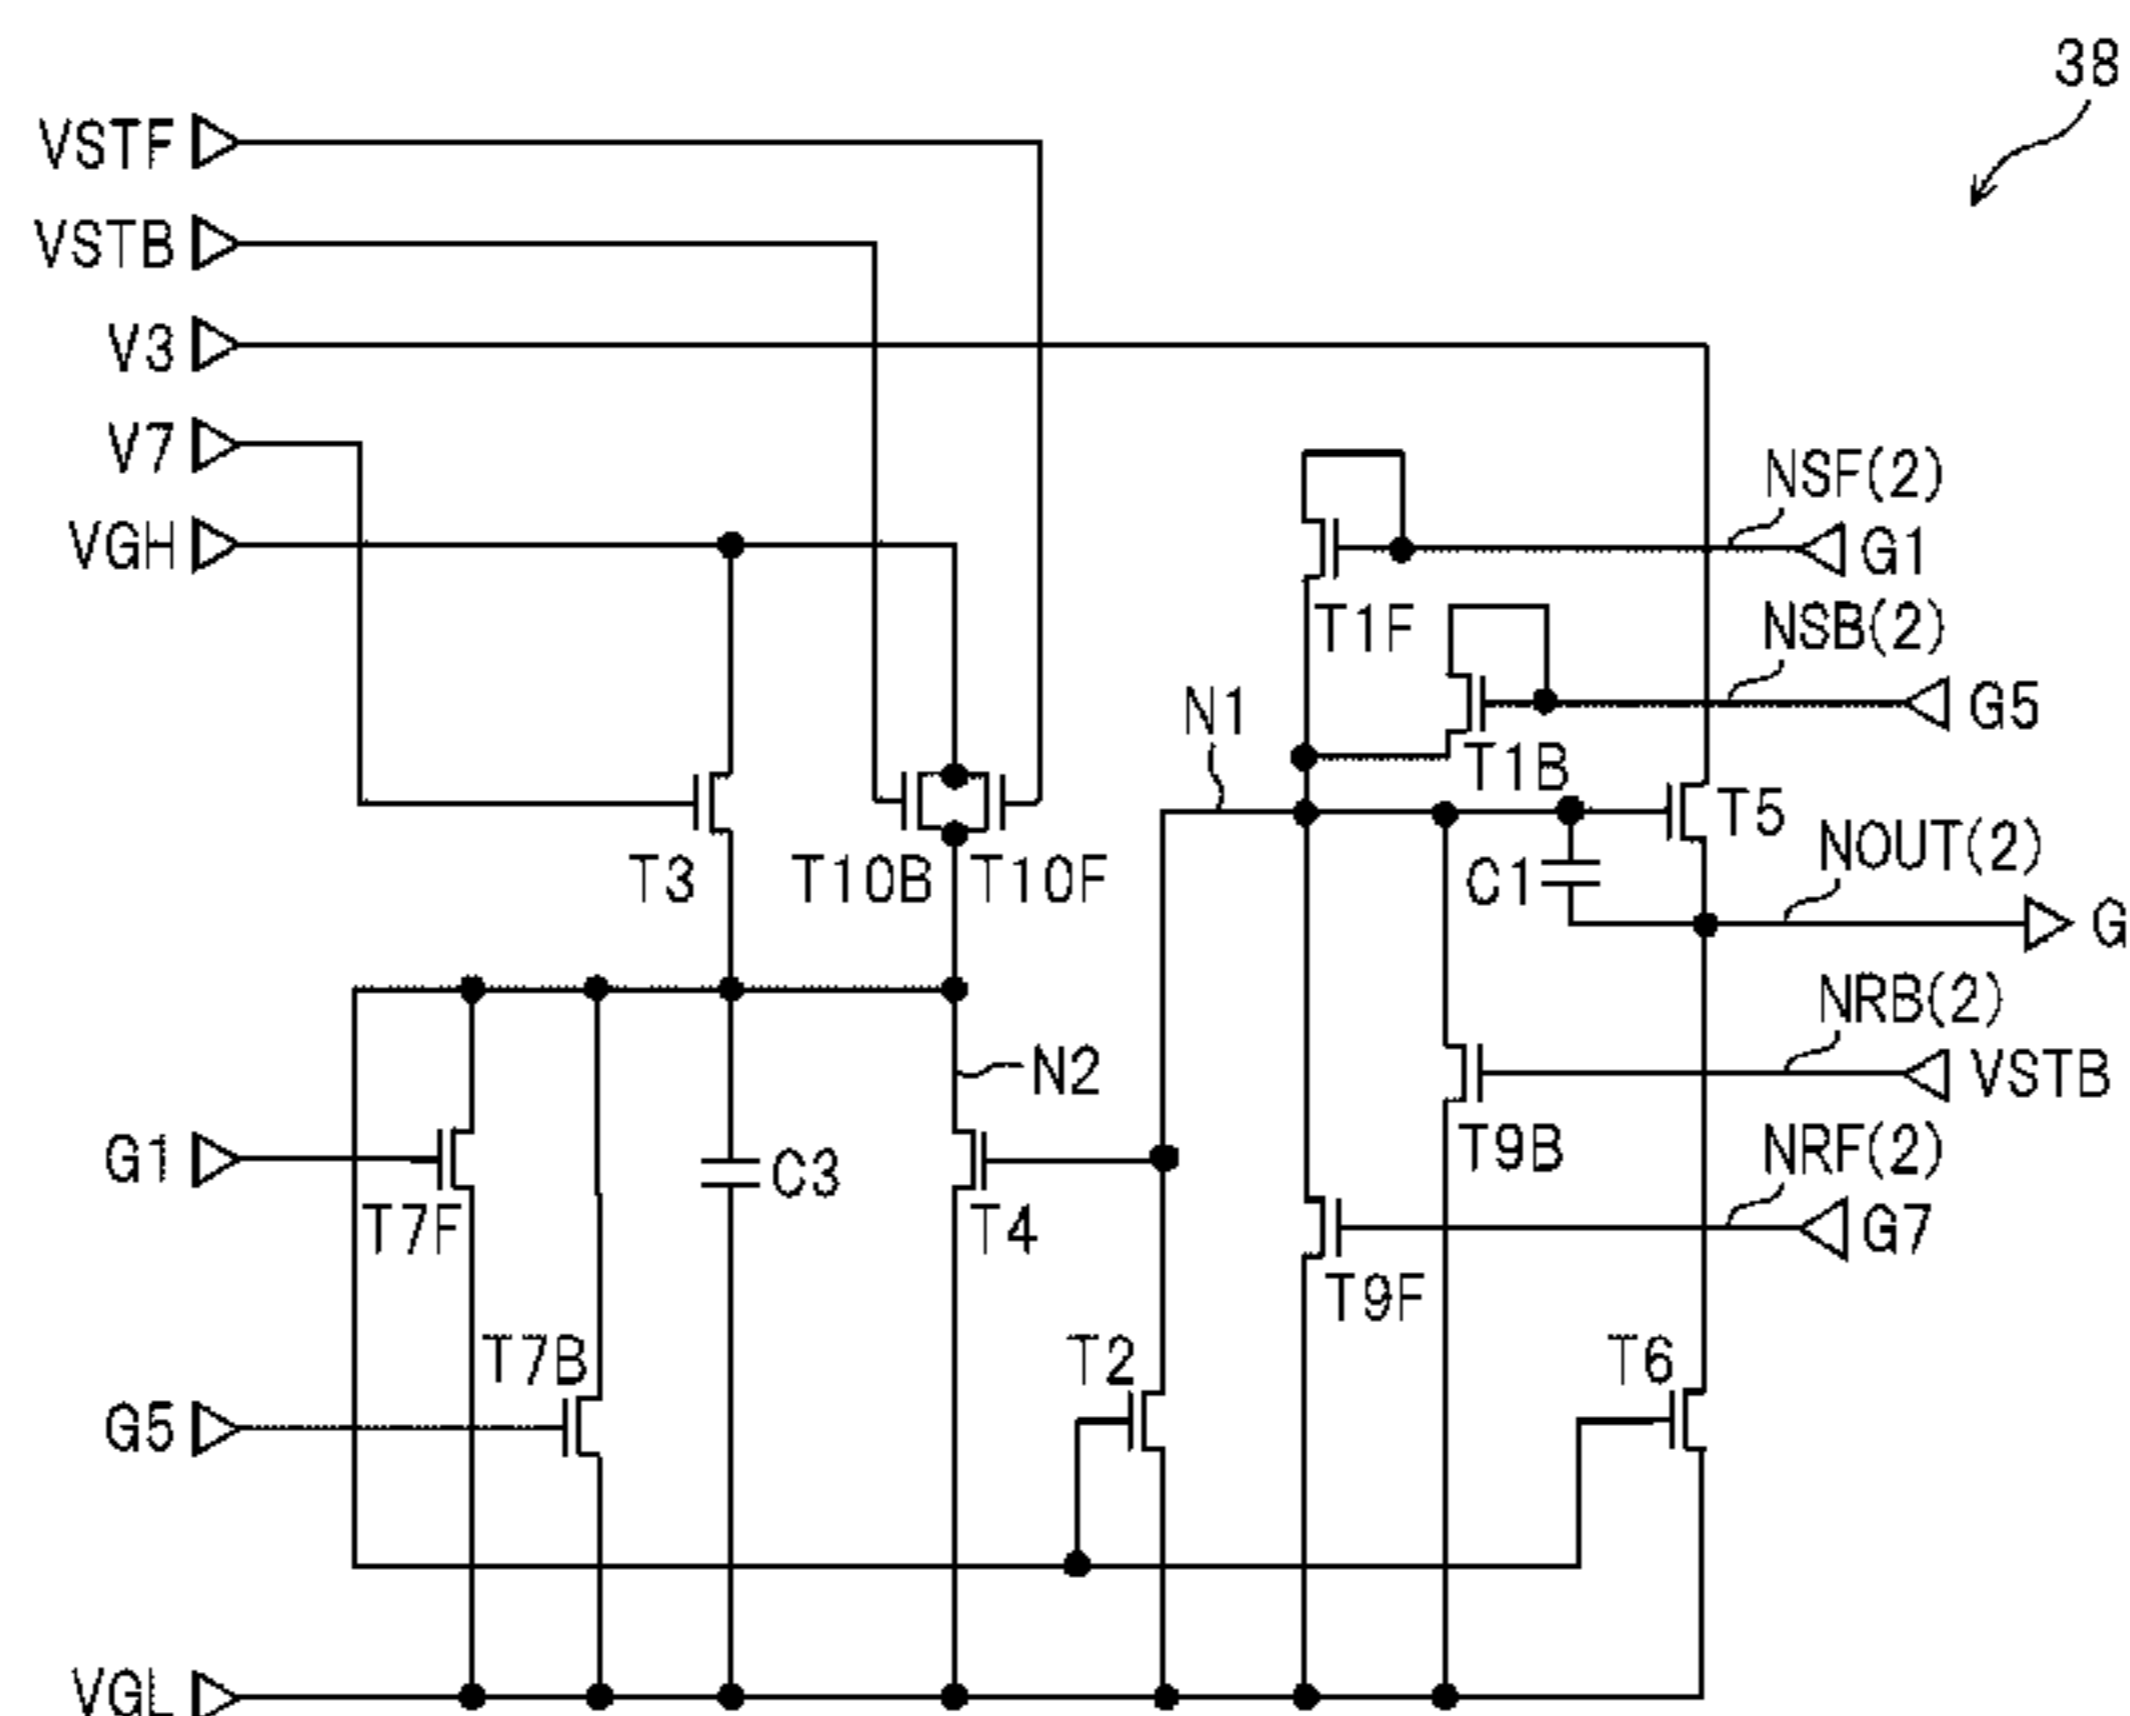 38
VSTF
VSTB
V3
V7
VGH
NSF(2)
G1
T1F
NSB(2)
G5
N1
T1B
T5
T3
T10B
T10F
C1
NOUT(2)
G
NRB(2)
N2
VSTB
G1
C3
T9B
NRF(2)
T7F
T4
G7
T9F
T7B
T2
T6
G5
VGL